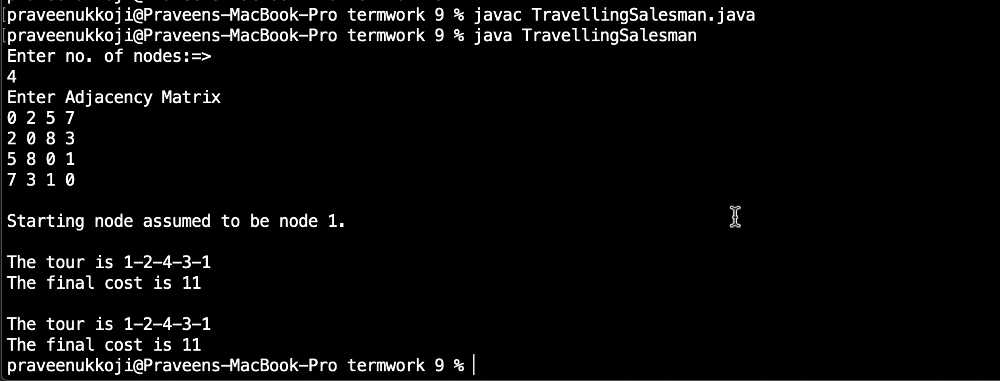 [praveenukkoji@Praveens-MacBook-Pro termwork 9 % javac TravellingSalesman.java
[praveenukkoji@Praveens-MacBook-Pro termwork 9 % java TravellingSalesman
Enter no. of nodes:=>
4
Enter Adjacency Matrix
0 2 5 7
2 0 8 3
5 8 0 1
7 3 1 0
Starting node assumed to be node 1.
The tour is 1-2-4-3-1
The final cost is 11
The tour is 1-2-4-3-1
The final cost is 11
praveenukkoji@Praveens-MacBook-Pro termwork 9 %